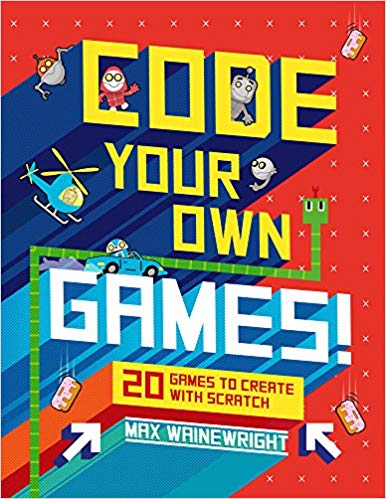 CODE
YOUR
OWN
GAMES!
20 GAMES TO CREATE
WITH SCRATCH
MAX WAINEWRIGHT